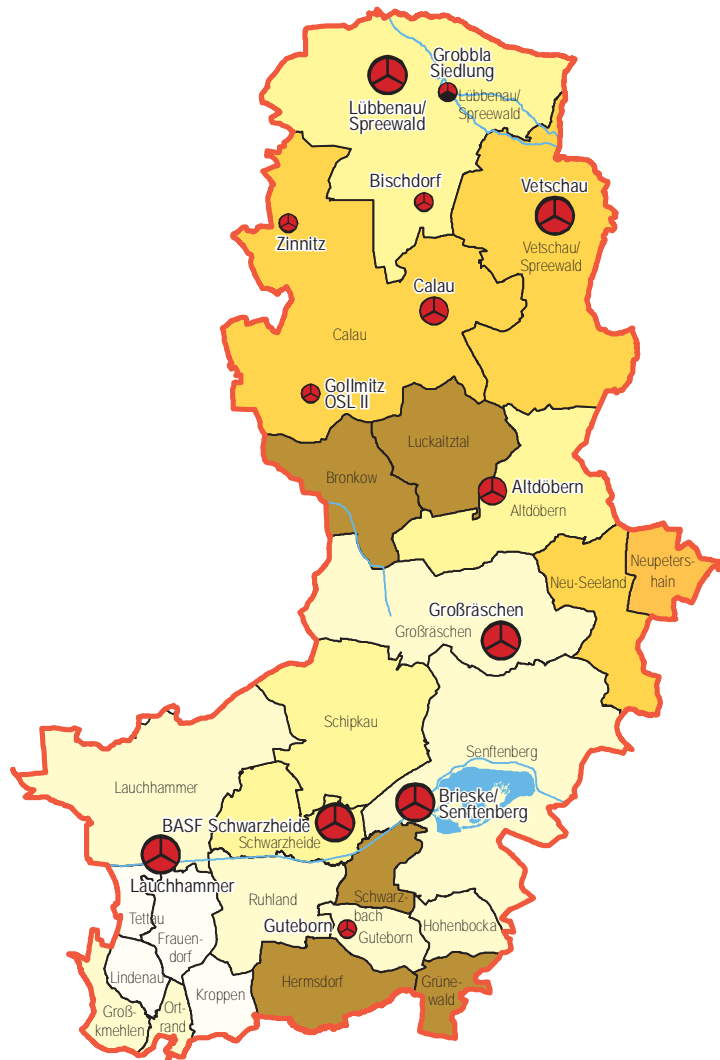 Grobbla
Siedlung
Lübbenau/
Spreewald
Lübbenau/
Spreewald
Bischdorf
Vetschau
Zinnitz
Vetschau/
Spreewald
Calau
Calau
Gollmitz
OSL II
Luckaitztal
Bronkow
Altdöbern
Altdöbern
Neupeters-
hain
Neu-Seeland
Großräschen
Großräschen
Schipkau
Senftenberg
Lauchhammer
Brieske/
Senftenberg
BASF Schwarzheide
Schwarzheide
Lauchhammer
Ruhland
Schwarz-
bach
Tettau
Frauen-
dorf
Guteborn
Guteborn
Hohenbocka
Lindenau
Kroppen
Hermsdorf
Grüne-
wald
Groß-
kmehlen
Ort-
rand